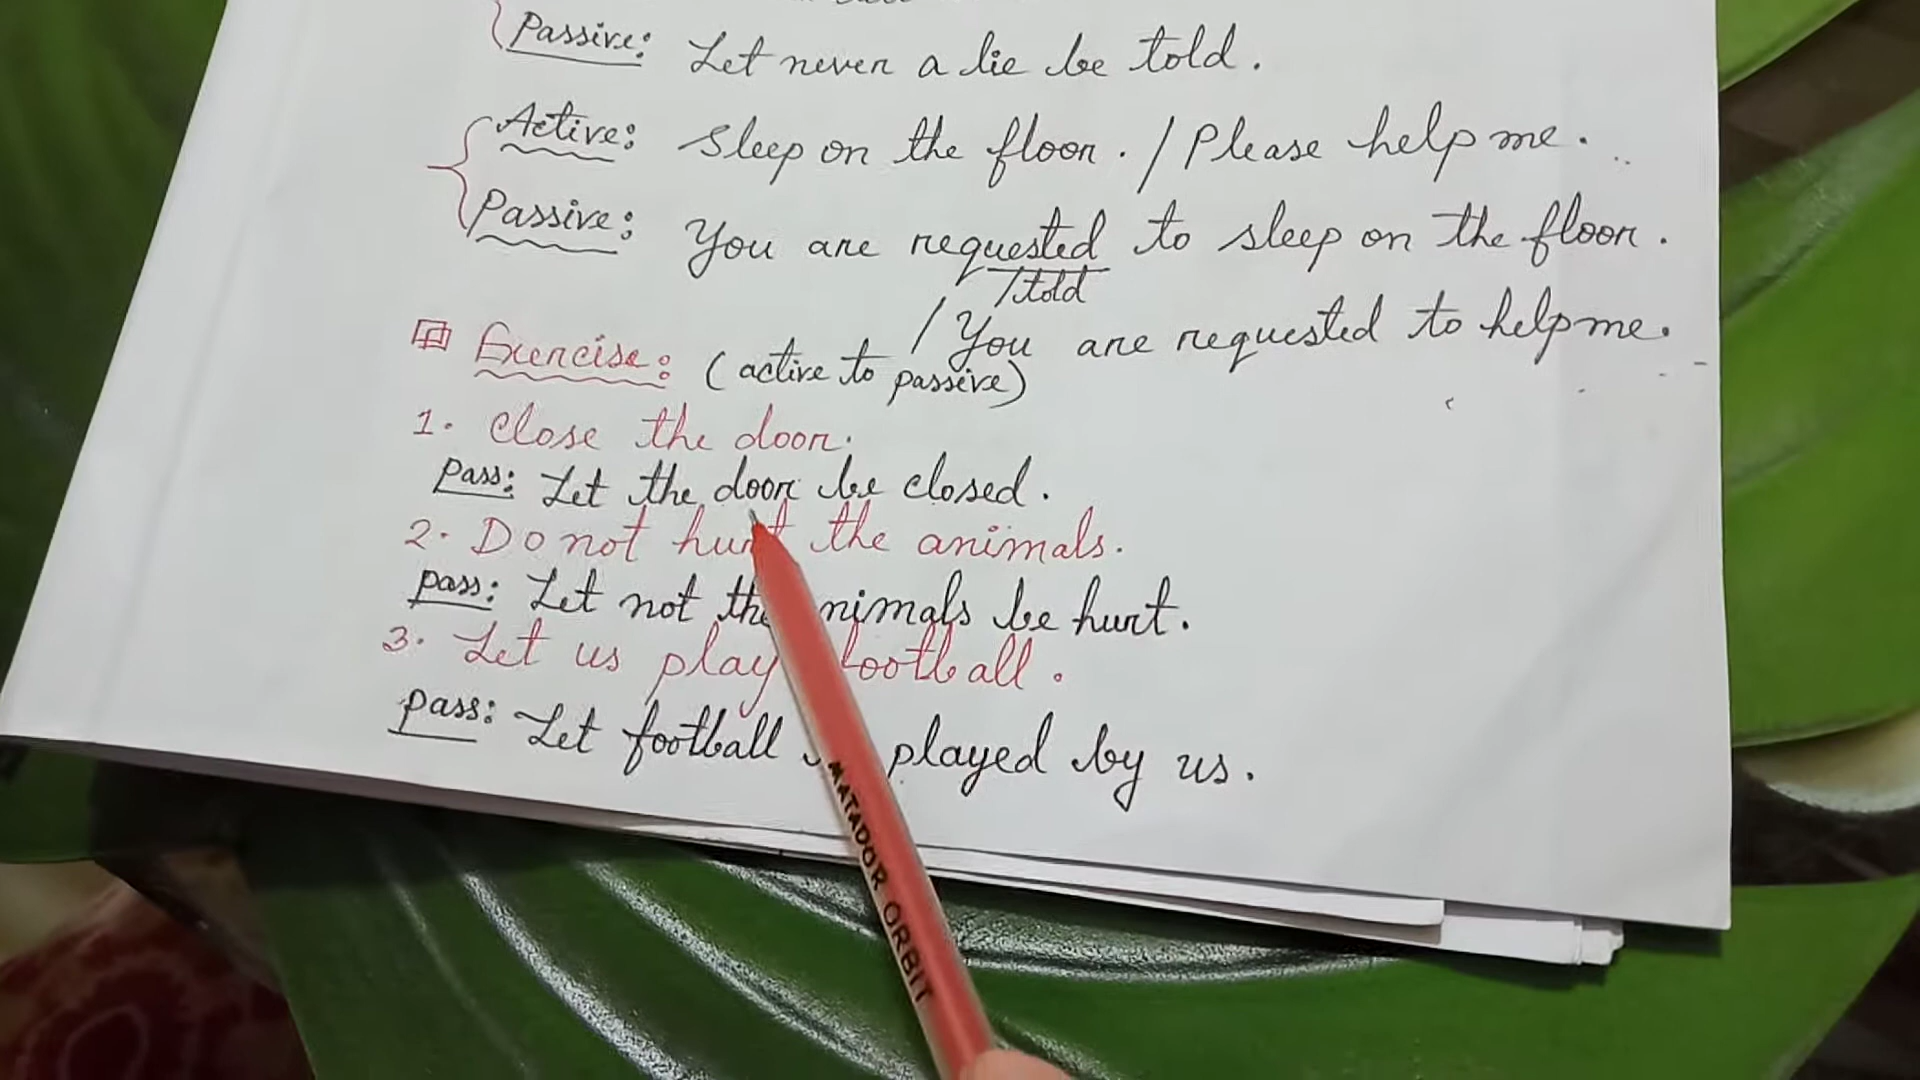 Passive: Let never a lie be told.
Active: Sleep on the floor. / Please help me.
Passive: You are requested to sleep on the floor.
/told
/ You are requested to help me.
Exercise: (active to passive)
1. Close the door.
Pass: Let the door be closed.
2. Do not hurt the animals.
Pass: Let not the animals be hurt.
3. Let us play football.
Pass: Let football played by us.
MATADOR ORBIT